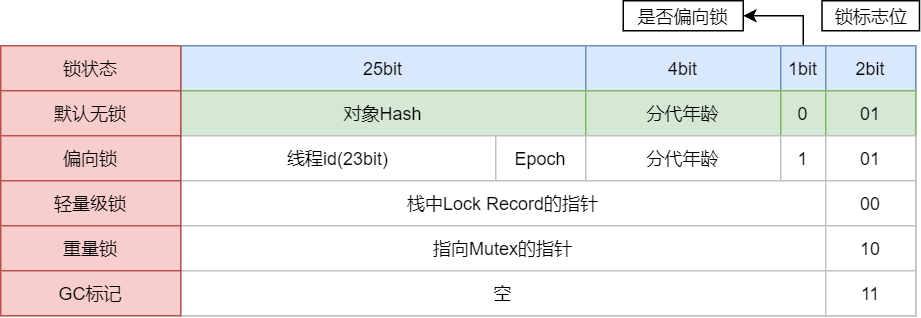 是否偏向锁 锁标志位
锁状态 25bit 4bit 1bit 2bit
默认无锁 对象Hash 分代年龄 0 01
偏向锁 线程id(23bit) Epoch 分代年龄 1 01
轻量级锁 栈中Lock Record的指针 00
重量锁 指向Mutex的指针 10
GC标记 空 11